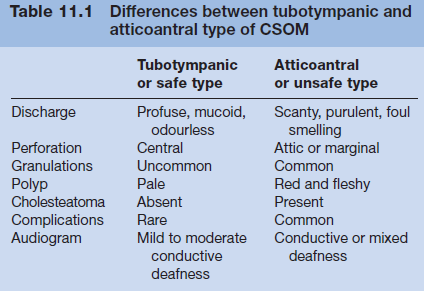 Table 11.1 Differences between tubotympanic and
atticoantral type of CSOM
Tubotympanic Atticoantral
or safe type or unsafe type
Discharge Profuse, mucoid, Scanty, purulent, foul
odourless smelling
Perforation Central Attic or marginal
Granulations Uncommon Common
Polyp Pale Red and fleshy
Cholesteatoma Absent Present
Complications Rare Common
Audiogram Mild to moderate Conductive or mixed
conductive deafness
deafness